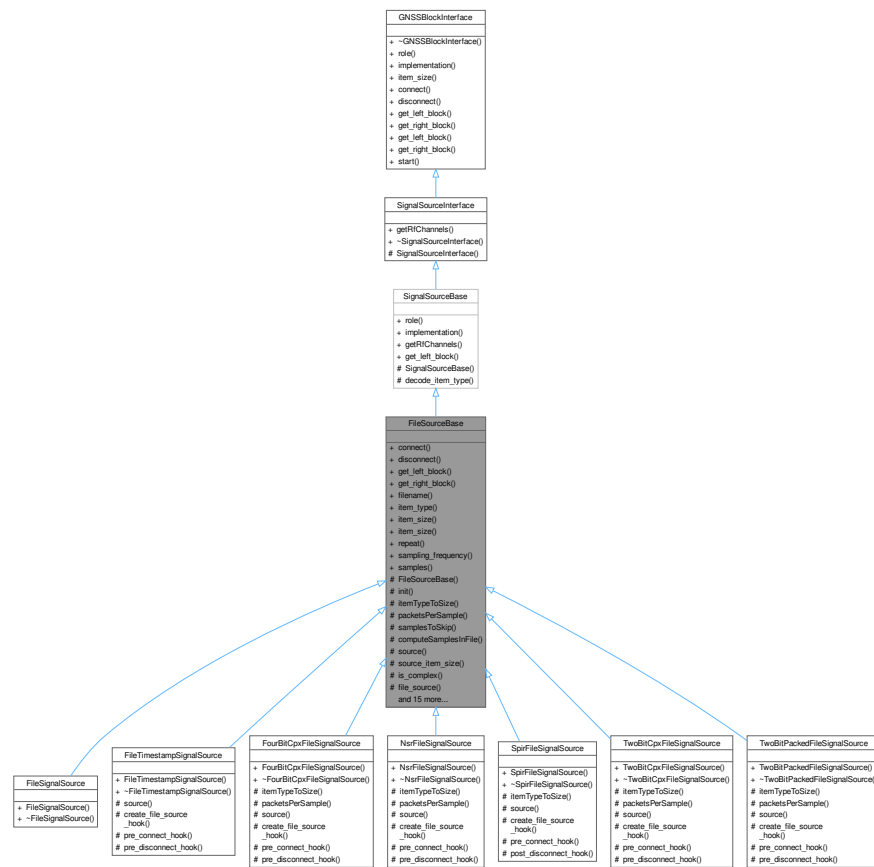 GNSSBlockInterface
+ ~GNSSBlockInterface()
+ role()
+ implementation()
+ item_size()
+ connect()
+ disconnect()
+ get_left_block()
+ get_right_block()
+ get_left_block()
+ get_right_block()
+ start()
SignalSourceInterface
+ getRfChannels()
+ ~SignalSourceInterface()
# SignalSourceInterface()
SignalSourceBase
+ role()
+ implementation()
+ getRfChannels()
+ get_left_block()
# SignalSourceBase()
# decode_item_type()
FileSourceBase
+ connect()
+ disconnect()
+ get_left_block()
+ get_right_block()
+ filename()
+ item_type()
+ item_size()
+ item_size()
+ repeat()
+ sampling_frequency()
+ samples()
# FileSourceBase()
# init()
# itemTypeToSize()
# packetsPerSample()
# samplesToSkip()
# computeSamplesInFile()
# source()
# source_item_size()
# is_complex()
# file_source()
and 15 more...
FileSignalSource
+ FileSignalSource()
+ ~FileSignalSource()
FileTimestampSignalSource
+ FileTimestampSignalSource()
+ ~FileTimestampSignalSource()
# source()
# create_file_source
_hook()
# pre_connect_hook()
# pre_disconnect_hook()
FourBitCpxFileSignalSource
+ FourBitCpxFileSignalSource()
+ ~FourBitCpxFileSignalSource()
# itemTypeToSize()
# packetsPerSample()
# source()
# create_file_source
_hook()
# pre_connect_hook()
# pre_disconnect_hook()
NsrFileSignalSource
+ NsrFileSignalSource()
+ ~NsrFileSignalSource()
# itemTypeToSize()
# packetsPerSample()
# source()
# create_file_source
_hook()
# pre_connect_hook()
# pre_disconnect_hook()
SpirFileSignalSource
+ SpirFileSignalSource()
+ ~SpirFileSignalSource()
# itemTypeToSize()
# source()
# create_file_source
_hook()
# pre_connect_hook()
# post_disconnect_hook()
TwoBitCpxFileSignalSource
+ TwoBitCpxFileSignalSource()
+ ~TwoBitCpxFileSignalSource()
# itemTypeToSize()
# packetsPerSample()
# source()
# create_file_source
_hook()
# pre_connect_hook()
# pre_disconnect_hook()
TwoBitPackedFileSignalSource
+ TwoBitPackedFileSignalSource()
+ ~TwoBitPackedFileSignalSource()
# itemTypeToSize()
# packetsPerSample()
# source()
# create_file_source
_hook()
# pre_connect_hook()
# pre_disconnect_hook()